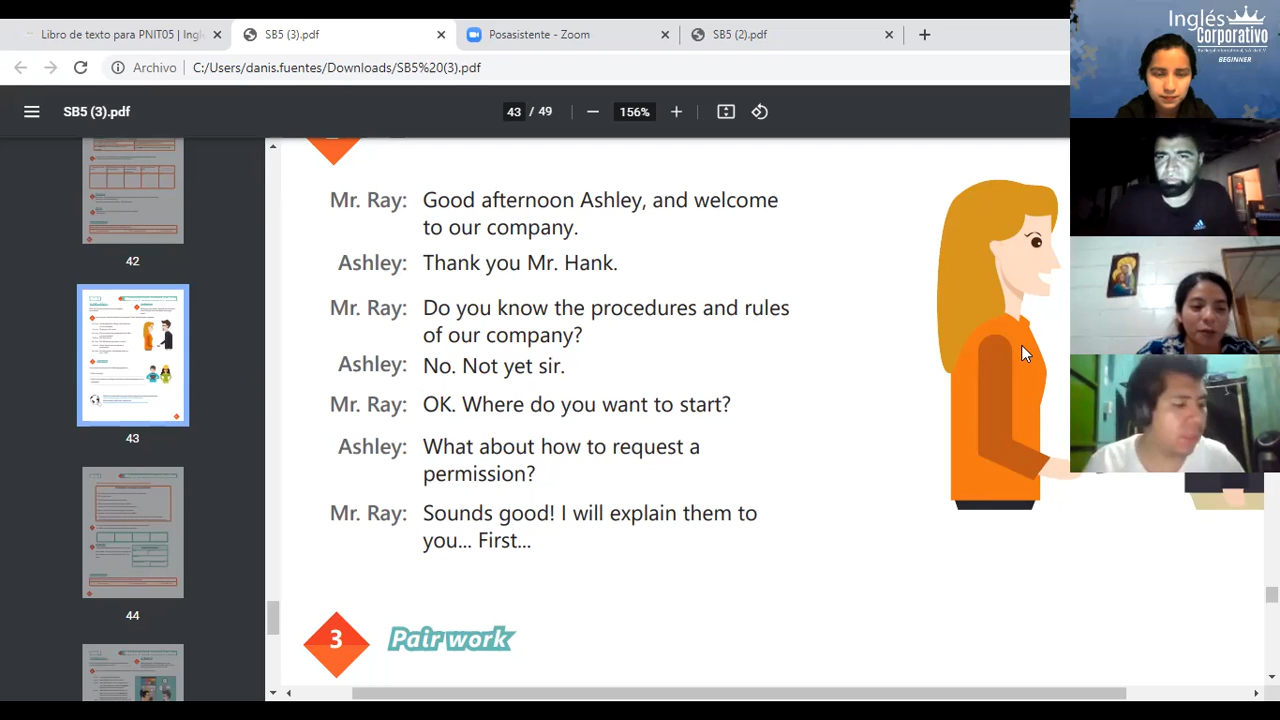 Libro de texto para PNIT05 | Ingl
SB5 (3).pdf
Posasistente - Zoom
SB5 (2).pdf
Archivo
C:/Users/danis.fuentes/Downloads/SB5%20(3).pdf
SB5 (3).pdf
43 / 49
156%
Inglés
Corporativo
BEGINNER
Mr. Ray: Good afternoon Ashley, and welcome
to our company.
Ashley: Thank you Mr. Hank.
Mr. Ray: Do you know the procedures and rules
of our company?
Ashley: No. Not yet sir.
Mr. Ray: OK. Where do you want to start?
Ashley: What about how to request a
permission?
Mr. Ray: Sounds good! I will explain them to
you... First...
3 Pair work
42
43
44